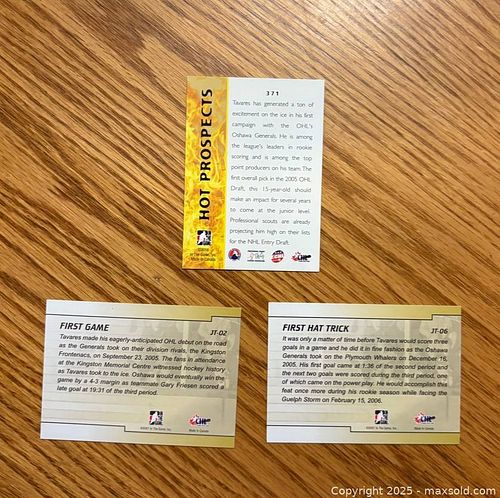 371
HOT PROSPECTS
Tavares has generated a ton of
excitement on the ice in his first
campaign with the OHL's
Oshawa Generals. He is among
the league's leaders in rookie
scoring and is among the top
point producers on his team. The
first overall pick in the 2005 OHL
Draft, this 15-year-old should
make an impact for several years
to come at the junior level.
Professional scouts are already
projecting him high on their lists
for the NHL Entry Draft.
In The Game, Inc.
Made in Canada
FIRST GAME
JT-02
Tavares made his eagerly-anticipated OHL debut on the road
as the Generals took on their division rivals, the Kingston
Frontenacs, on September 23, 2005. The fans in attendance
at the Kingston Memorial Centre witnessed hockey history,
as Tavares took to the ice. Oshawa would eventually win the
game by a 4-3 margin as teammate Gary Friesen scored a
late goal at 19:31 of the third period.
FIRST HAT TRICK
JT-06
It was only a matter of time before Tavares would score three
goals in a game and he did it in fine fashion as the Oshawa
Generals took on the Plymouth Whalers on December 16,
2005. His first goal came at 1:36 of the second period and
the next two goals were scored during the third period, one
of which came on the power play. He would accomplish this
feat once more during his rookie season while facing the
Guelph Storm on February 15, 2006.
Copyright 2025 - maxsold.com